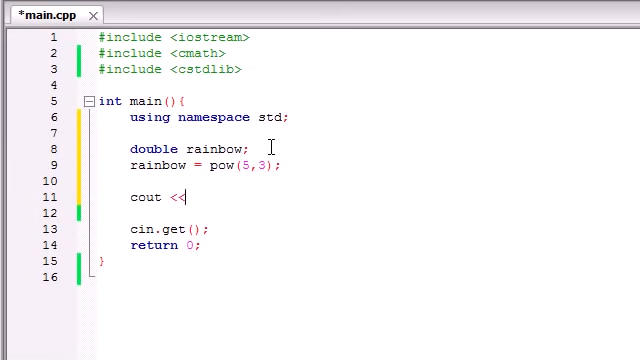 *main.cpp X
1 #include <iostream>
2 #include <cmath>
3 #include <cstdlib>
4
5 int main(){
6 using namespace std;
7
8 double rainbow;
9 rainbow = pow(5,3);
10
11 cout <<
12
13 cin.get();
14 return 0;
15 }
16